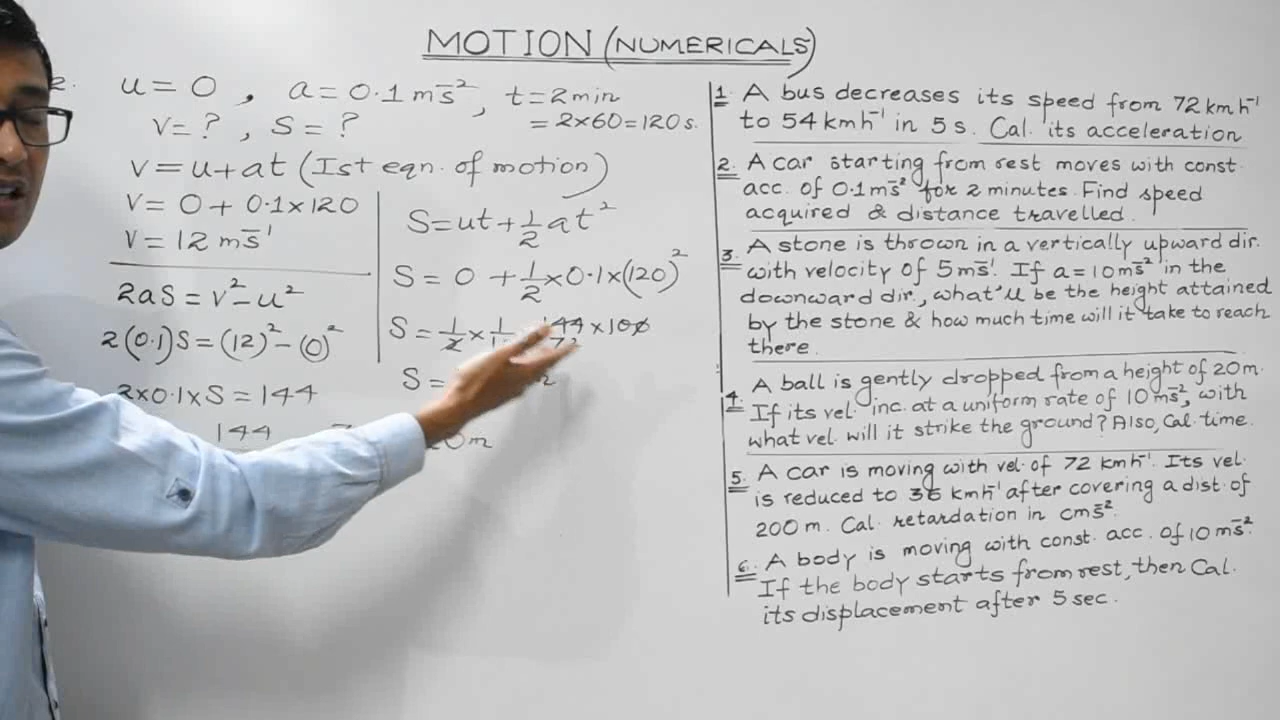 MOTION (NUMERICALS)
2. u = 0 , a = 0.1 ms⁻², t = 2 min
= 2×60 = 120 s.
v = ? , S = ?
v = u + at (Ist eqn. of motion)
v = 0 + 0.1×120
v = 12 ms⁻¹
2aS = v² - u²
2(0.1)S = (12)² - (0)²
2×0.1×S = 144
144
S = ut + 1/2 at²
S = 0 + 1/2 × 0.1×(120)²
S = 1/2 × 1/ 144 × 100
S =
20 m
1. A bus decreases its speed from 72 kmh⁻¹
to 54 kmh⁻¹ in 5 s. Cal. its acceleration
2. A car starting from rest moves with const.
acc. of 0.1 ms⁻² for 2 minutes. Find speed
acquired & distance travelled.
3. A stone is thrown in a vertically upward dir.
with velocity of 5 ms⁻¹. If a = 10 ms⁻² in the
downward dir., what'll be the height attained
by the stone & how much time will it take to reach
there.
4. A ball is gently dropped from a height of 20 m.
If its vel. inc. at a uniform rate of 10 ms⁻², with
what vel. will it strike the ground? Also, Cal. time.
5. A car is moving with vel. of 72 kmh⁻¹. Its vel.
is reduced to 36 kmh⁻¹ after covering a dist. of
200 m. Cal. retardation in cms⁻².
6. A body is moving with const. acc. of 10 ms⁻².
If the body starts from rest, then Cal.
its displacement after 5 sec.